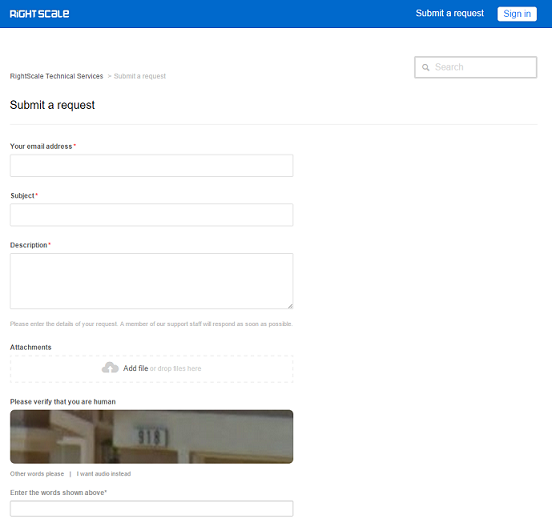 RIGHTSCALE
Submit a request
Sign in
Search
RightScale Technical Services > Submit a request
Submit a request
Your email address*
Subject*
Description*
Please enter the details of your request. A member of our support staff will respond as soon as possible.
Attachments
Add file or drop files here
Please verify that you are human
Other words please | I want audio instead
Enter the words shown above*